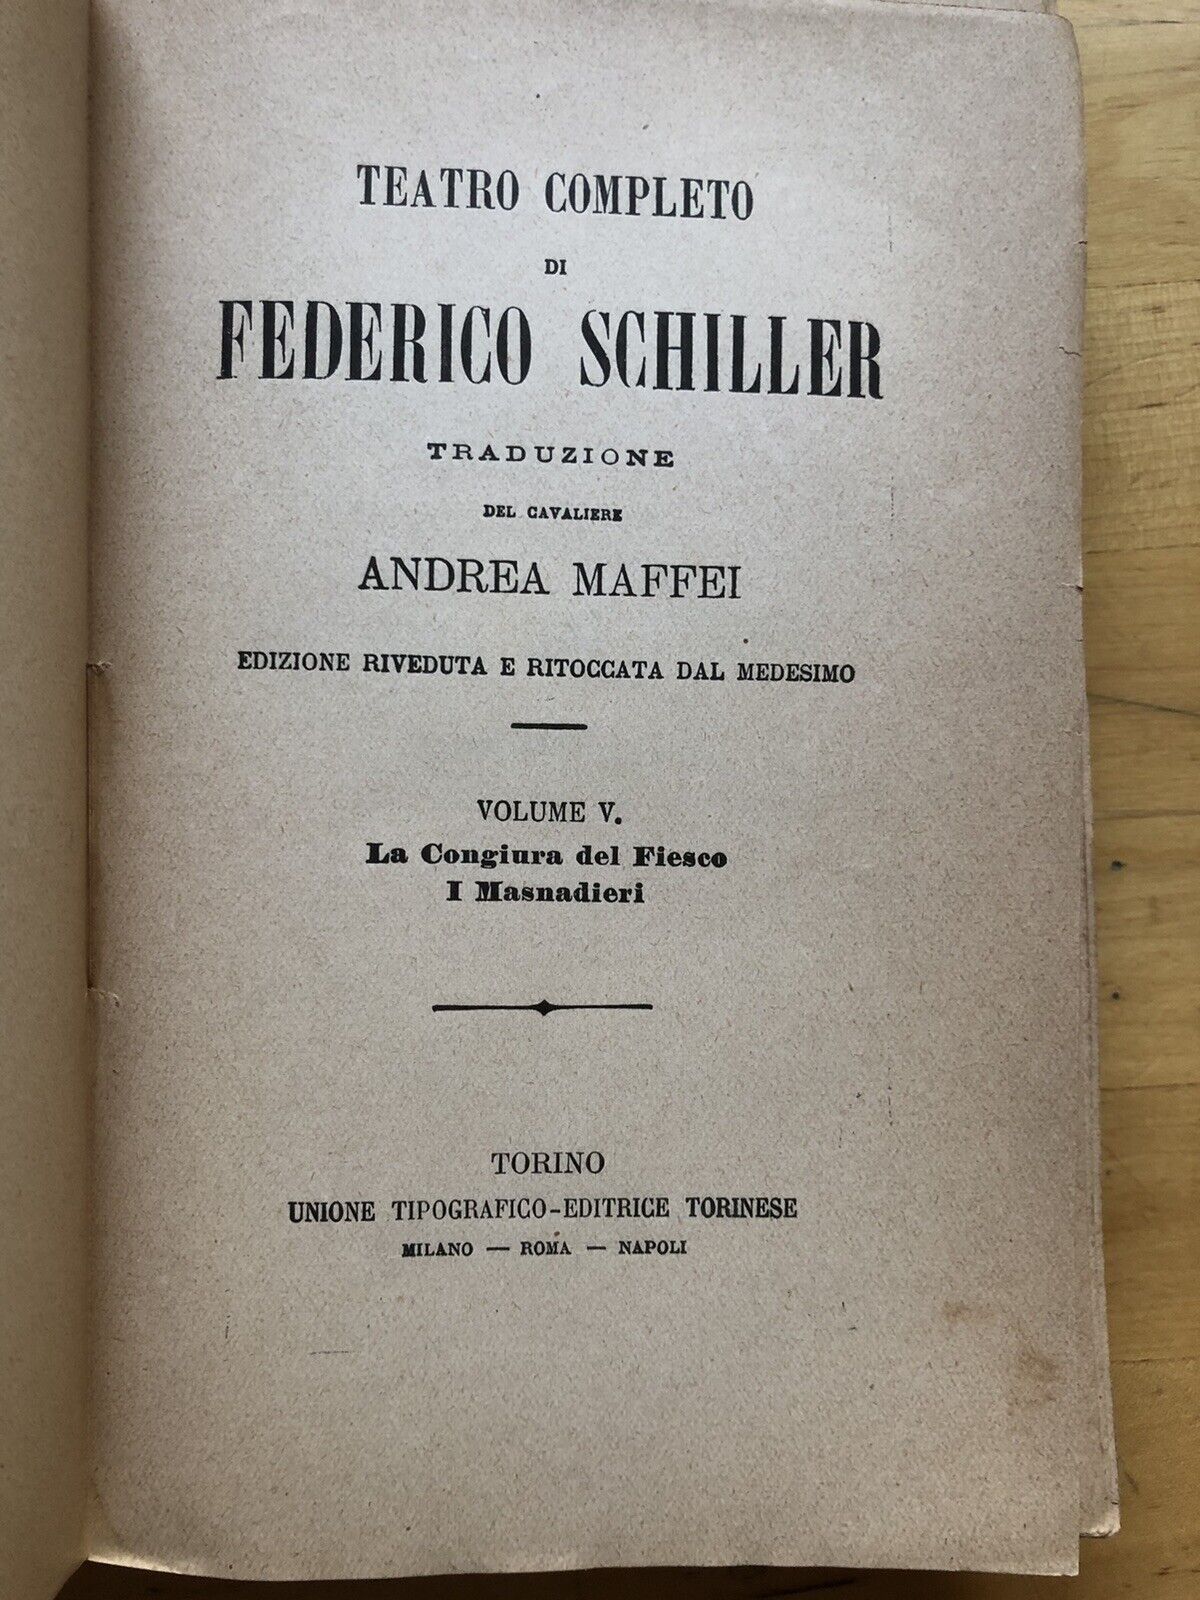 TEATRO COMPLETO
DI
FEDERICO SCHILLER
TRADUZIONE
DEL CAVALIERE
ANDREA MAFFEI
EDIZIONE RIVEDUTA E RITOCCATA DAL MEDESIMO
VOLUME V.
La Congiura del Fiesco
I Masnadieri
TORINO
UNIONE TIPOGRAFICO-EDITRICE TORINESE
MILANO — ROMA — NAPOLI